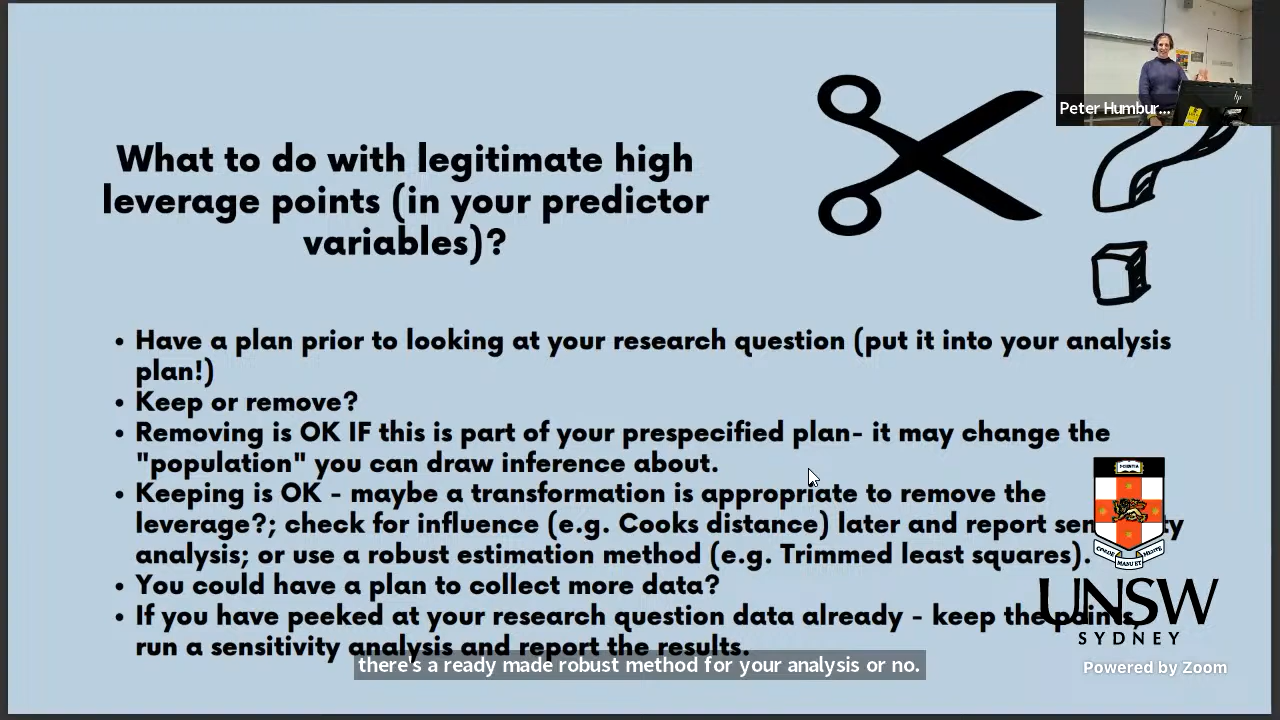 Peter Humbur...
What to do with legitimate high
leverage points (in your predictor
variables)?
• Have a plan prior to looking at your research question (put it into your analysis
plan!)
• Keep or remove?
• Removing is OK IF this is part of your prespecified plan- it may change the
"population" you can draw inference about.
• Keeping is OK - maybe a transformation is appropriate to remove the
leverage?; check for influence (e.g. Cooks distance) later and report
analysis; or use a robust estimation method (e.g. Trimmed least squares).
• You could have a plan to collect more data?
• If you have peeked at your research question data already - keep the points,
run a sensitivity analysis and report the results.
SCIENTIA
MANU ET
UNSW
SYDNEY
there's a ready made robust method for your analysis or no.
Powered by Zoom